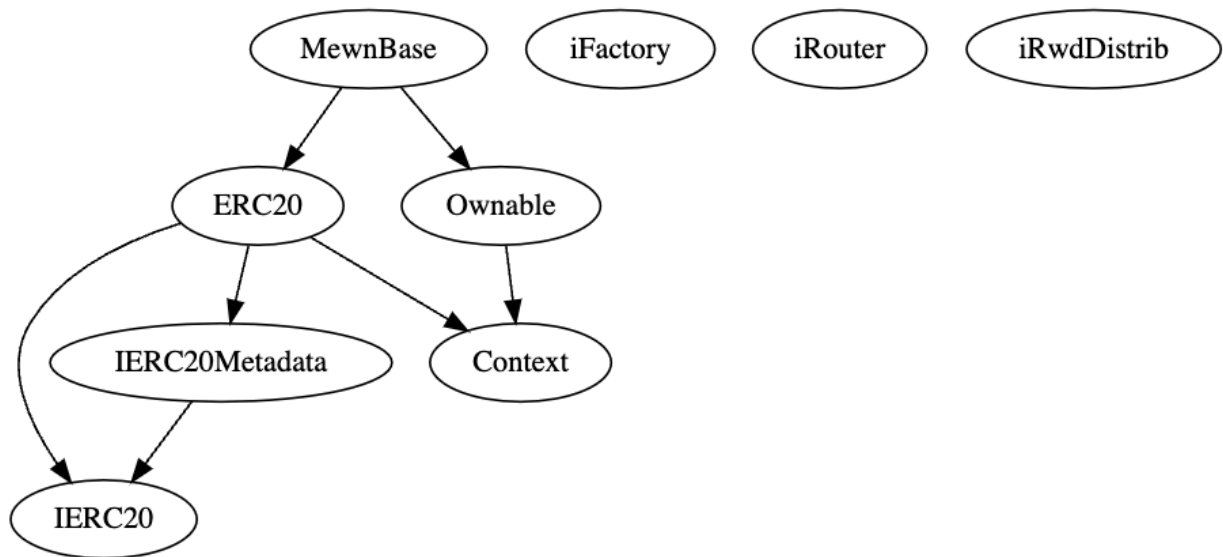 MewnBase
iFactory
iRouter
iRwdDistrib
ERC20
Ownable
IERC20Metadata
Context
IERC20